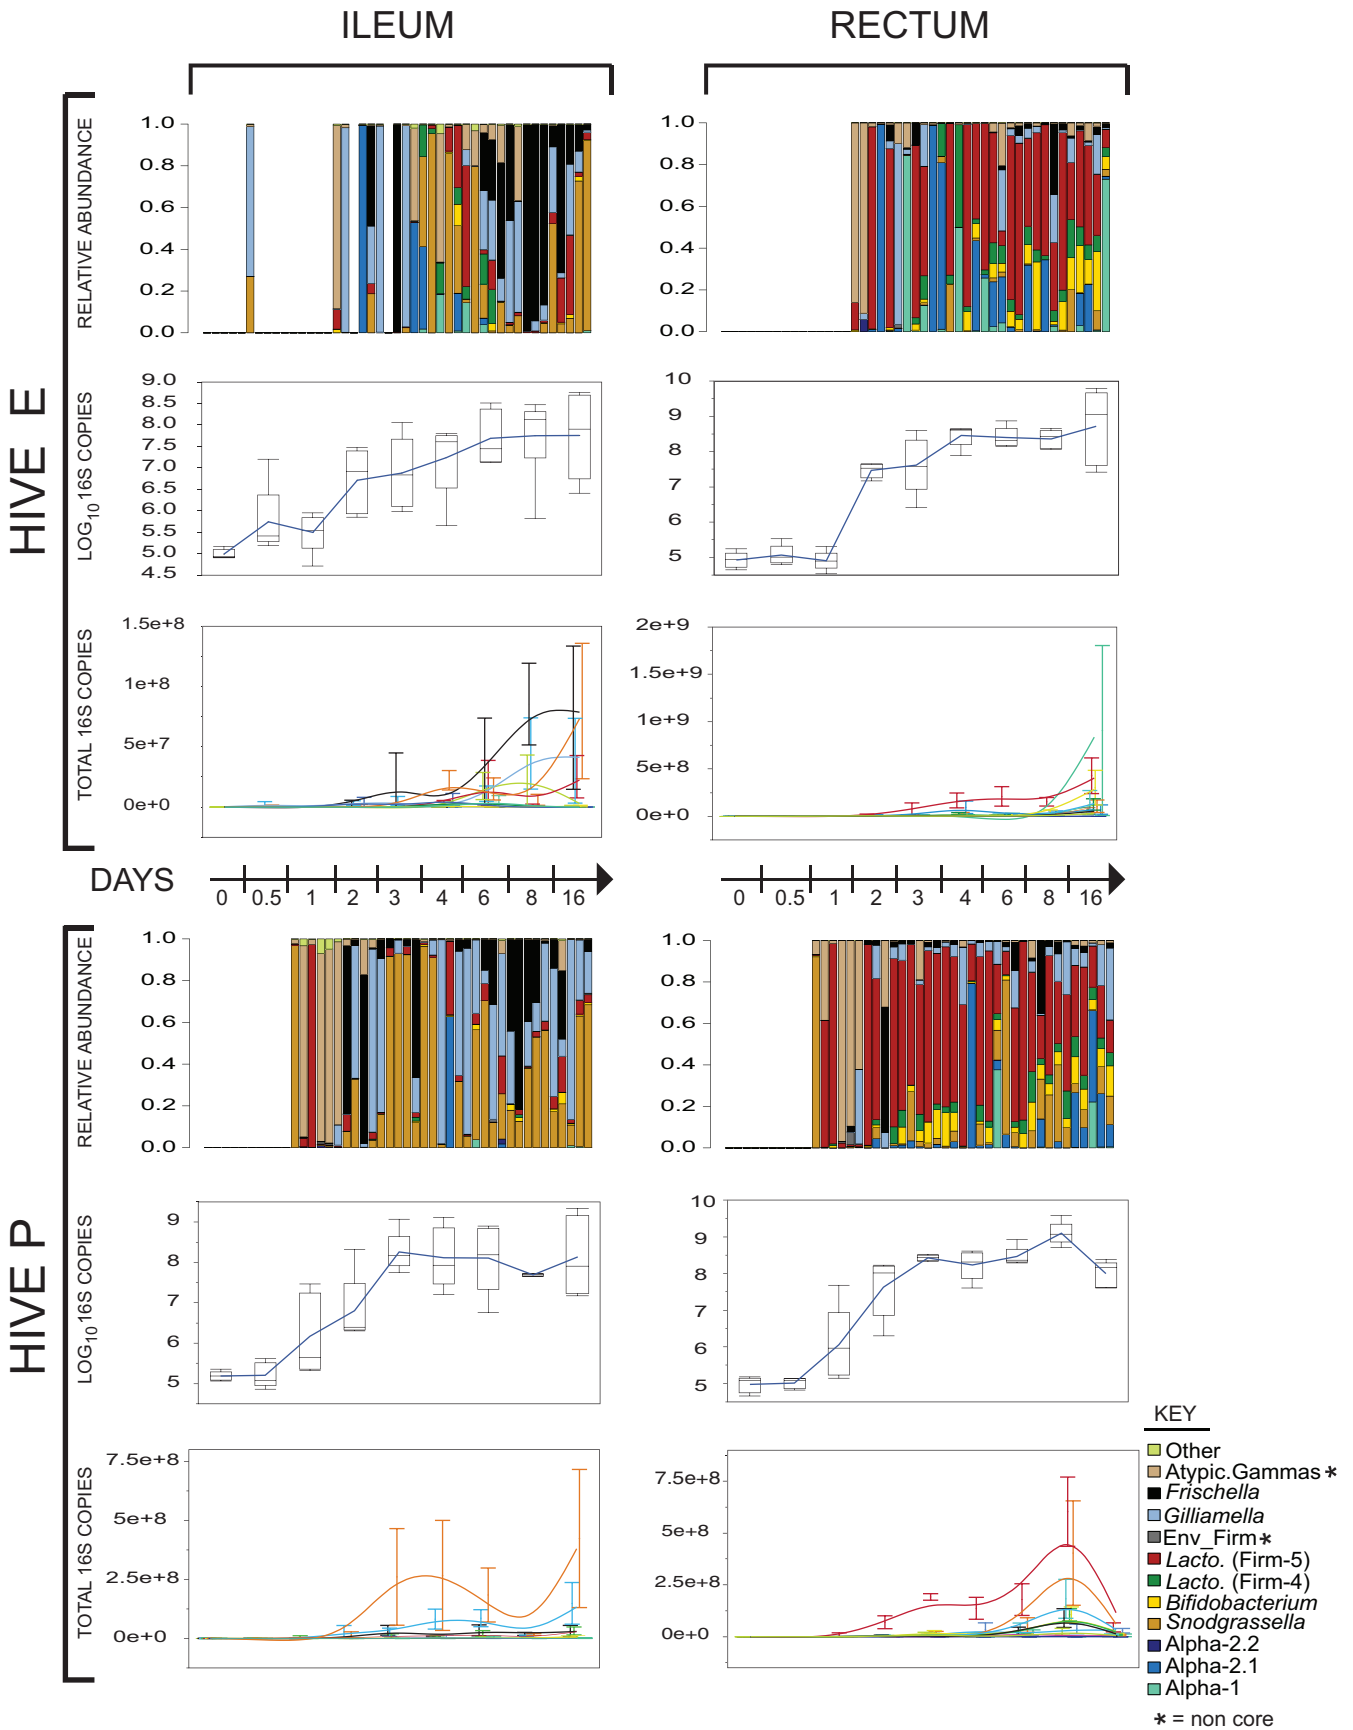 ILEUM
RECTUM
HIVE E
RELATIVE ABUNDANCE
1.0
0.8
0.6
0.4
0.2
0.0
1.0
0.8
0.6
0.4
0.2
0.0
LOG10 16S COPIES
9.0
8.5
8.0
7.5
7.0
6.5
6.0
5.5
5.0
4.5
10
9
8
7
6
5
TOTAL 16S COPIES
1.5e+8
1e+8
5e+7
0e+0
2e+9
1.5e+9
1e+9
5e+8
0e+0
DAYS
0 0.5 1 2 3 4 6 8 16
0 0.5 1 2 3 4 6 8 16
HIVE P
RELATIVE ABUNDANCE
1.0
0.8
0.6
0.4
0.2
0.0
1.0
0.8
0.6
0.4
0.2
0.0
LOG10 16S COPIES
9
8
7
6
5
10
9
8
7
6
5
TOTAL 16S COPIES
7.5e+8
5e+8
2.5e+8
0e+0
7.5e+8
5e+8
2.5e+8
0e+0
KEY
Other
Atypic.Gammas *
Frischella
Gilliamella
Env_Firm *
Lacto. (Firm-5)
Lacto. (Firm-4)
Bifidobacterium
Snodgrassella
Alpha-2.2
Alpha-2.1
Alpha-1
* = non core